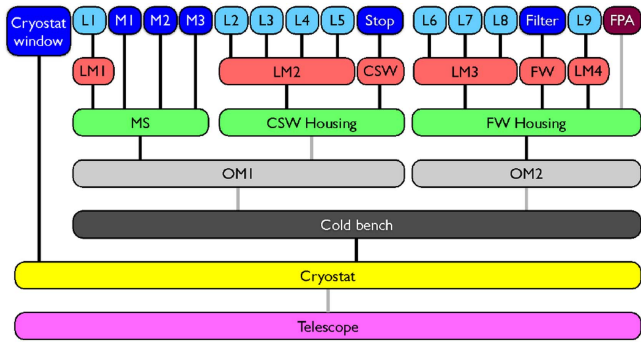 Cryostat
window
L1 M1 M2 M3 L2 L3 L4 L5 Stop L6 L7 L8 Filter L9 FPA
LM1 LM2 CSW LM3 FW LM4
MS CSW Housing FW Housing
OM1 OM2
Cold bench
Cryostat
Telescope